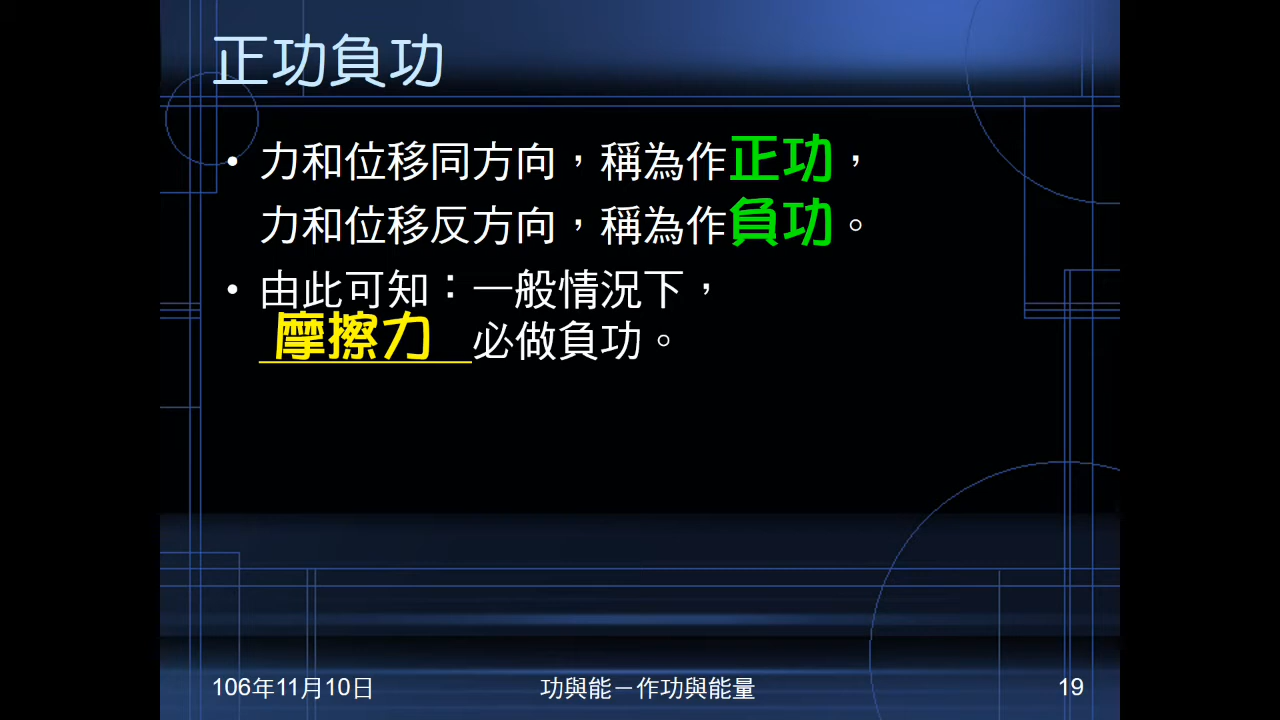 正功負功
•力和位移同方向，稱為作正功，
力和位移反方向，稱為作負功。
•由此可知：一般情況下，
摩擦力必做負功。
106年11月10日
功與能－作功與能量
19